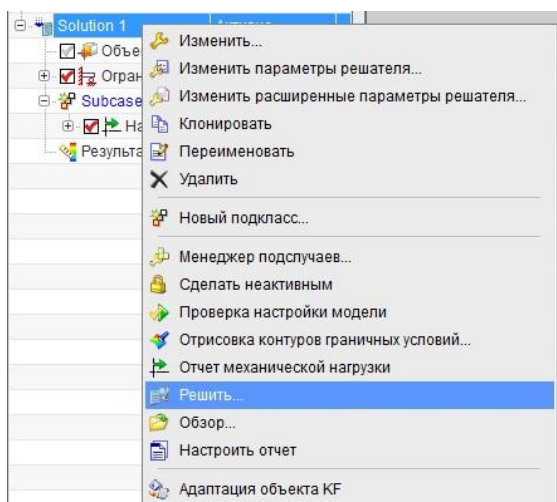 Solution 1
Активно
Изменить...
Объе
Изменить параметры решателя...
Огран
Изменить расширенные параметры решателя...
Subcase
Клонировать
На
Переименовать
Результа
Удалить
Новый подкласс...
Менеджер подслучаев...
Сделать неактивным
Проверка настройки модели
Отрисовка контуров граничных условий...
Отчет механической нагрузки
Решить...
Обзор...
Настроить отчет
Адаптация объекта KF